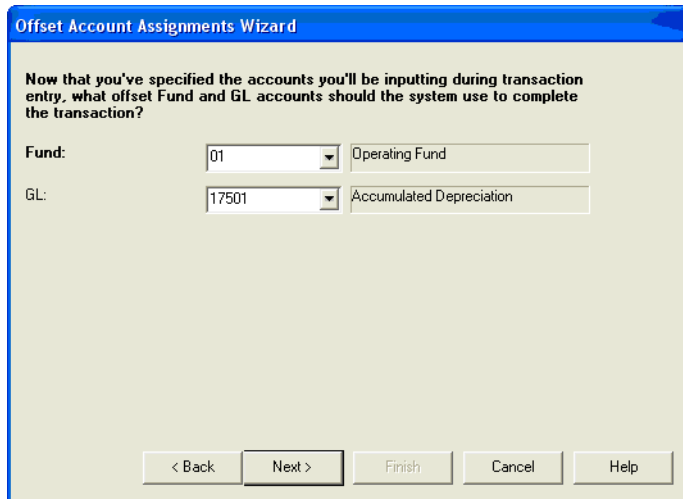 Offset Account Assignments Wizard
Now that you've specified the accounts you'll be inputting during transaction
entry, what offset Fund and GL accounts should the system use to complete
the transaction?
Fund: 01 Operating Fund
GL: 17501 Accumulated Depreciation
< Back Next > Finish Cancel Help